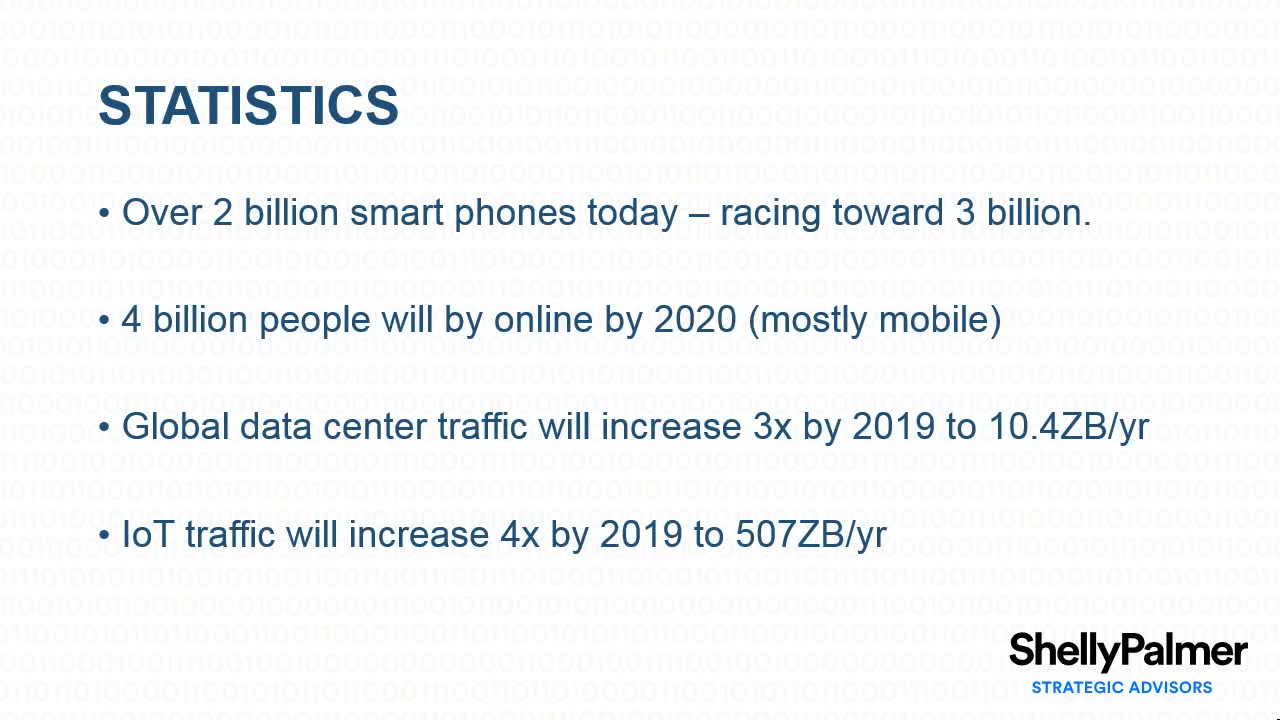 STATISTICS
• Over 2 billion smart phones today – racing toward 3 billion.
• 4 billion people will by online by 2020 (mostly mobile)
• Global data center traffic will increase 3x by 2019 to 10.4ZB/yr
• IoT traffic will increase 4x by 2019 to 507ZB/yr
ShellyPalmer
STRATEGIC ADVISORS